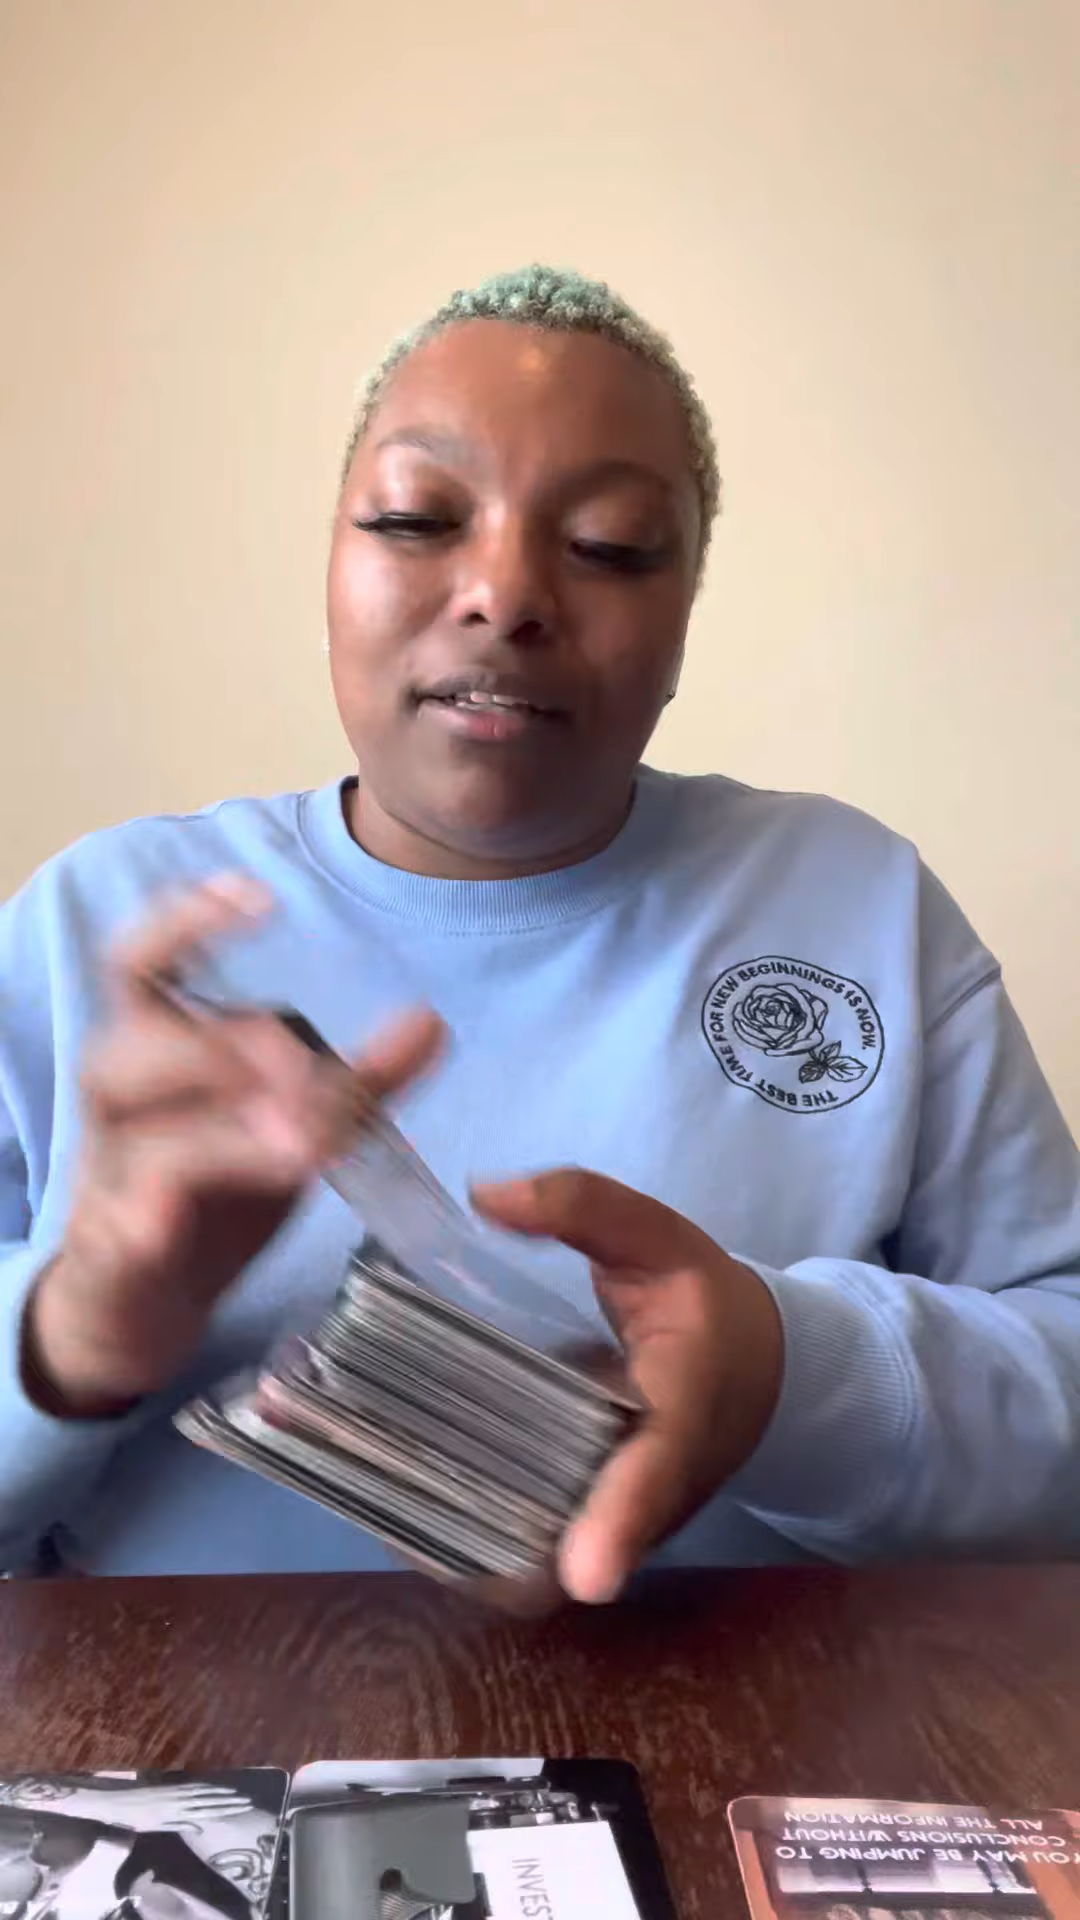 THE BEST TIME FOR NEW BEGINNINGS IS NOW.
INVES
YOU MAY BE JUMPING TO
CONCLUSIONS WITHOUT
ALL THE INFORMATION